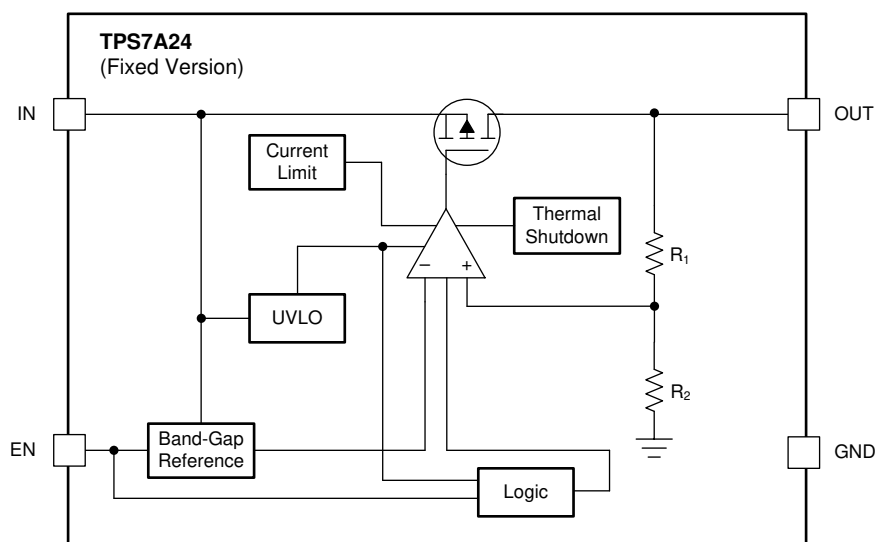 TPS7A24
(Fixed Version)
IN
OUT
Current
Limit
Thermal
Shutdown
– +
R1
UVLO
R2
EN
Band-Gap
Reference
GND
Logic